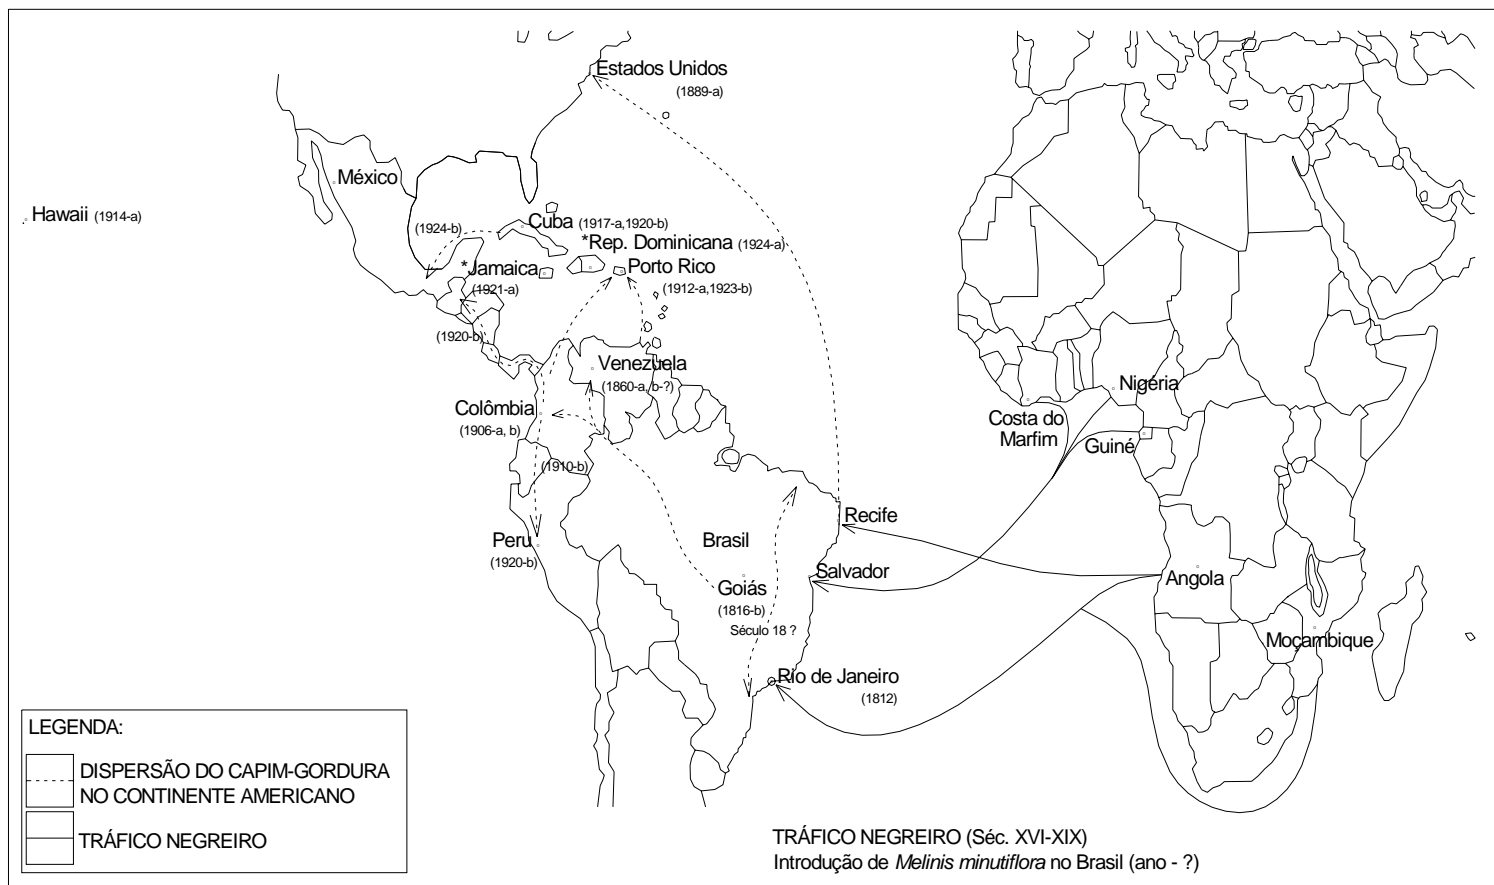 Estados Unidos
(1889-a)
México
Hawaii (1914-a)
(1924-b)
Cuba (1917-a,1920-b)
*Rep. Dominicana (1924-a)
*Jamaica
(1921-a)
Porto Rico
(1912-a,1923-b)
(1920-b)
Venezuela
(1860-a, b-?)
Colômbia
(1906-a, b)
(1910-b)
Nigéria
Costa do
Marfim
Guiné
Recife
Peru
(1920-b)
Brasil
Salvador
Goiás
(1816-b)
Século 18 ?
Angola
Moçambique
Rio de Janeiro
(1812)
LEGENDA:
DISPERSÃO DO CAPIM-GORDURA
NO CONTINENTE AMERICANO
TRÁFICO NEGREIRO
TRÁFICO NEGREIRO (Séc. XVI-XIX)
Introdução de Melinis minutiflora no Brasil (ano - ?)